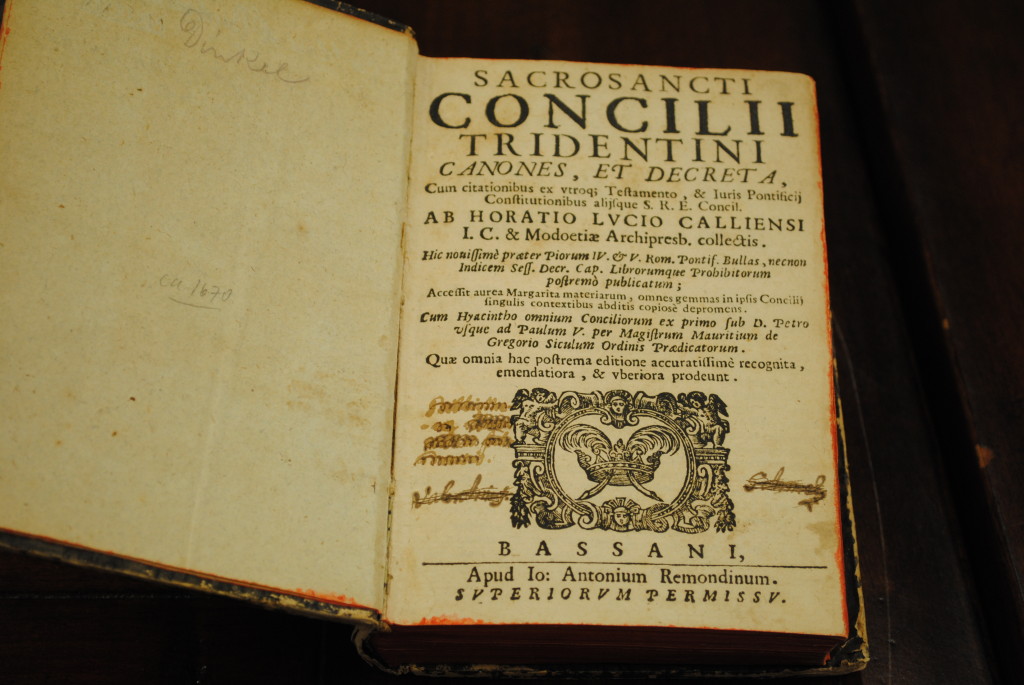 Dinkel
ca. 1670
SACROSANCTI
CONCILII
TRIDENTINI
CANONES, ET DECRETA,
Cum citationibus ex vtroq; Teſtamento, & Iuris Pontificij
Conſtitutionibus alijſque S. R. E. Concil.
AB HORATIO LVCIO CALLIENSI
I. C. & Modoetiæ Archipresb. collectis.
Hic nouiſſimè præter Piorum IV. & V. Rom. Pontif. Bullas, necnon
Indicem Seſſ. Decr. Cap. Librorumque Prohibitorum
poſtremò publicatum;
Acceſſit aurea Margarita materiarum, omnes gemmas in ipſis Concilij
ſingulis contextibus abditis copiosè depromens.
Cum Hyacintho omnium Conciliorum ex primo ſub D. Petro
vſque ad Paulum V. per Magiſtrum Mauritium de
Gregorio Siculum Ordinis Prædicatorum.
Quæ omnia hac poſtrema editione accuratiſſimè recognita,
emendatiora, & vberiora prodeunt.
BASSANI,
Apud Io: Antonium Remondinum.
SVPERIORVM PERMISSV.